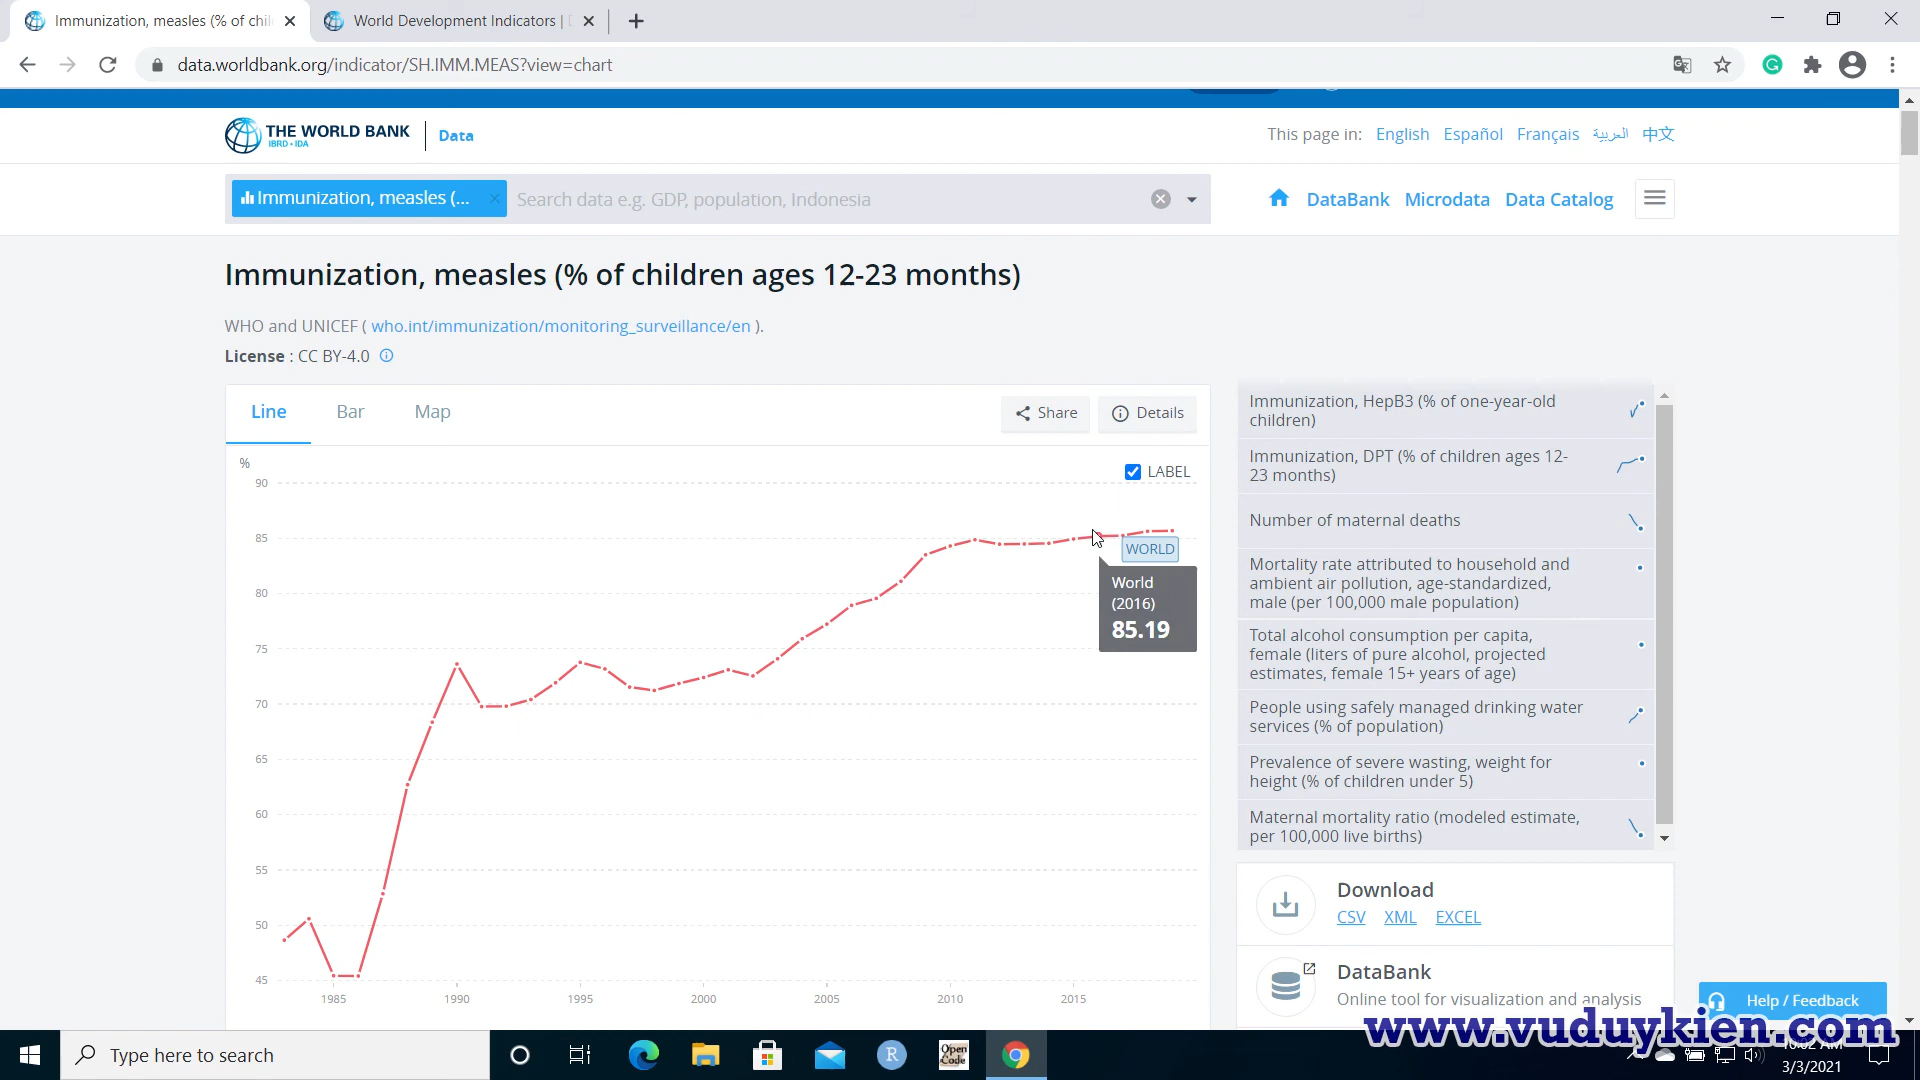 Immunization, measles (% of chil
World Development Indicators | D
data.worldbank.org/indicator/SH.IMM.MEAS?view=chart
THE WORLD BANK
IBRD • IDA
Data
This page in: English Español Français العربية 中文
Immunization, measles (...
Search data e.g. GDP, population, Indonesia
DataBank Microdata Data Catalog
Immunization, measles (% of children ages 12-23 months)
WHO and UNICEF ( who.int/immunization/monitoring_surveillance/en ).
License : CC BY-4.0
Line Bar Map
Share Details
%
LABEL
90
85
80
75
70
65
60
55
50
45
WORLD
World
(2016)
85.19
1985 1990 1995 2000 2005 2010 2015
Immunization, HepB3 (% of one-year-old
children)
Immunization, DPT (% of children ages 12-
23 months)
Number of maternal deaths
Mortality rate attributed to household and
ambient air pollution, age-standardized,
male (per 100,000 male population)
Total alcohol consumption per capita,
female (liters of pure alcohol, projected
estimates, female 15+ years of age)
People using safely managed drinking water
services (% of population)
Prevalence of severe wasting, weight for
height (% of children under 5)
Maternal mortality ratio (modeled estimate,
per 100,000 live births)
Download
CSV XML EXCEL
DataBank
Online tool for visualization and analysis
Help / Feedback
www.vuduykien.com
Type here to search
R
Open
Code
10:02 AM
3/3/2021